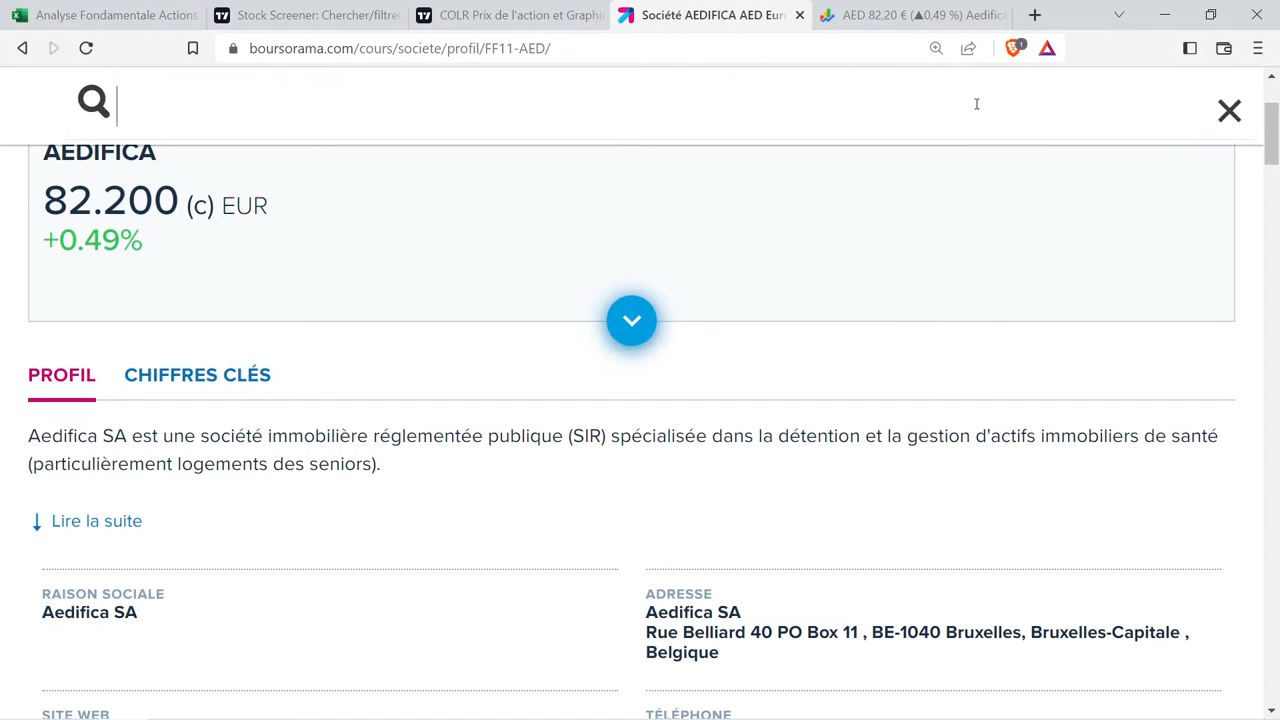 Analyse Fondamentale Actions
Stock Screener: Chercher filtre
COLR Prix de l'action et Graphi
Société AEDIFICA AED Eur
AED 82,20 € (▲0,49 %) Aedifica
boursorama.com/cours/societe/profil/FF11-AED/
1
AEDIFICA
82.200 (c) EUR
+0.49%
PROFIL CHIFFRES CLÉS
Aedifica SA est une société immobilière réglementée publique (SIR) spécialisée dans la détention et la gestion d'actifs immobiliers de santé
(particulièrement logements des seniors).
Lire la suite
RAISON SOCIALE
Aedifica SA
ADRESSE
Aedifica SA
Rue Belliard 40 PO Box 11 , BE-1040 Bruxelles, Bruxelles-Capitale ,
Belgique
SITE WEB
TÉLÉPHONE